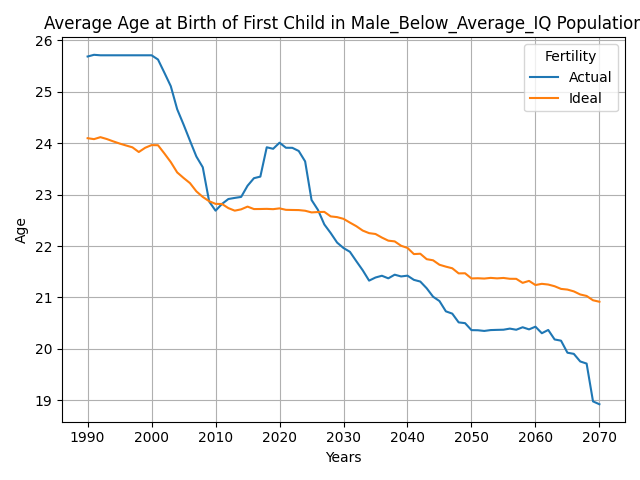 Average Age at Birth of First Child in Male_Below_Average_IQ Population
26
25
24
23
22
21
20
19
Age
Fertility
Actual
Ideal
1990 2000 2010 2020 2030 2040 2050 2060 2070
Years